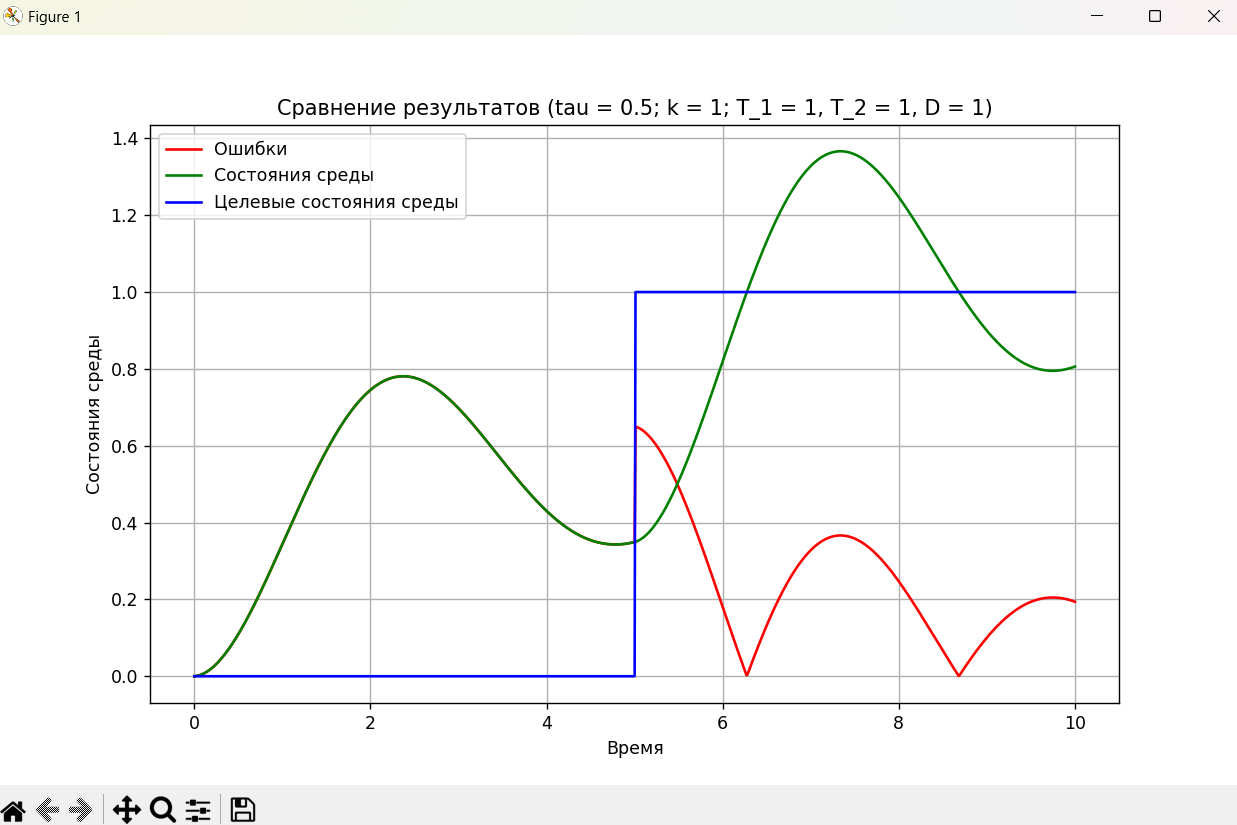 Figure 1
Сравнение результатов (tau = 0.5; k = 1; T_1 = 1, T_2 = 1, D = 1)
Ошибки
Состояния среды
Целевые состояния среды
Состояния среды
1.4
1.2
1.0
0.8
0.6
0.4
0.2
0.0
0 2 4 6 8 10
Время